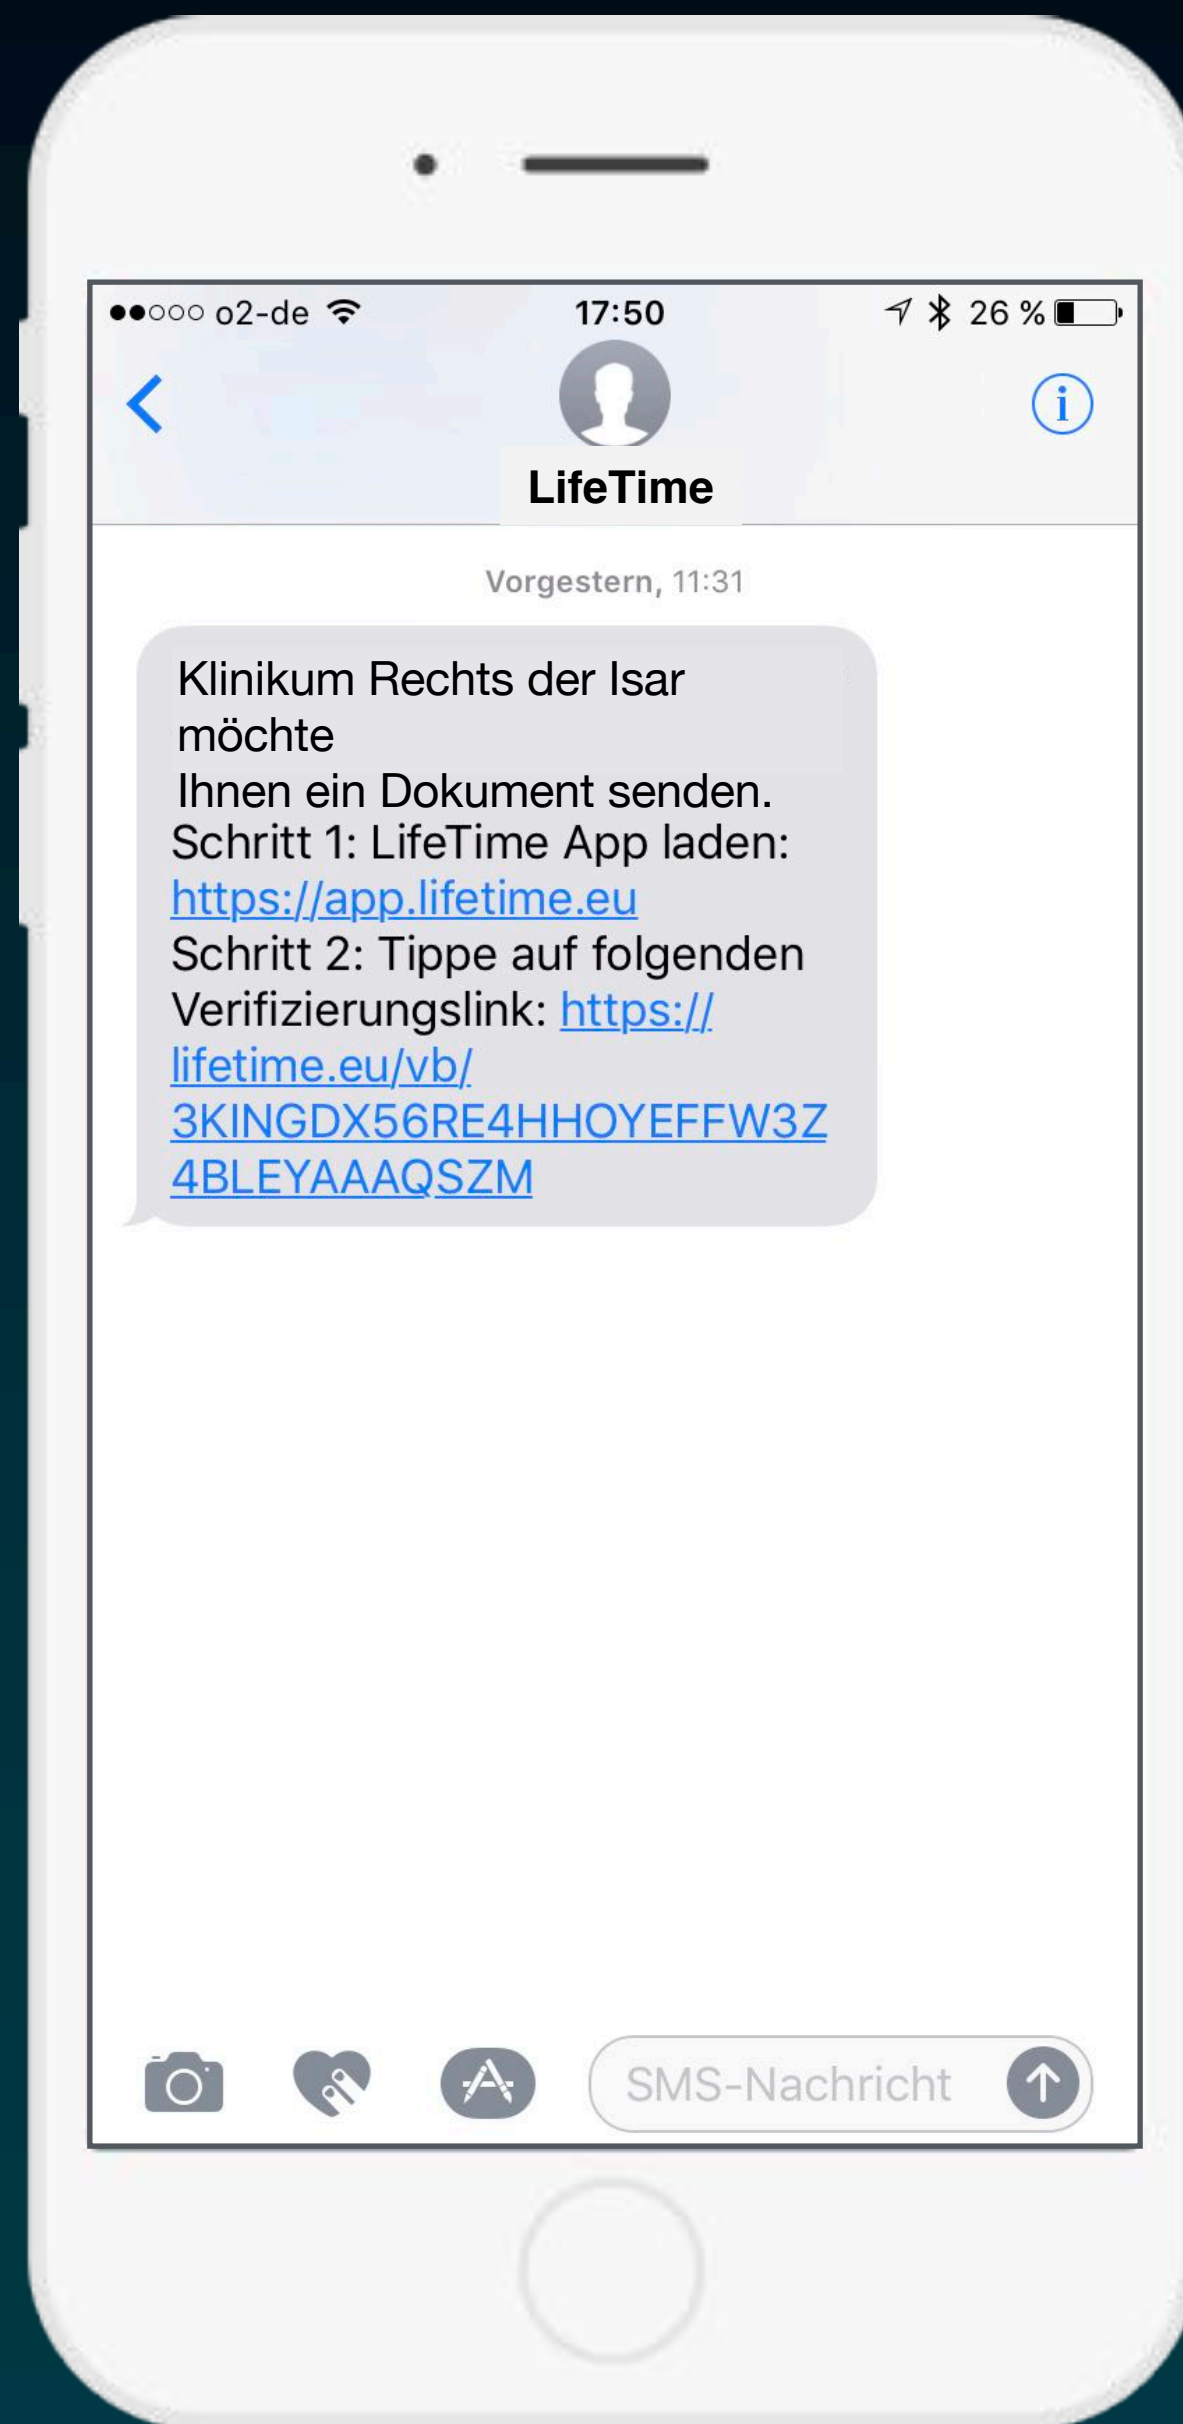 o2-de
17:50
26 %
LifeTime
Vorgestern, 11:31
Klinikum Rechts der Isar
möchte
Ihnen ein Dokument senden.
Schritt 1: LifeTime App laden:
https://app.lifetime.eu
Schritt 2: Tippe auf folgenden
Verifizierungslink: https://
lifetime.eu/vb/
3KINGDX56RE4HHOYEFFW3Z
4BLEYAAAQSZM
SMS-Nachricht